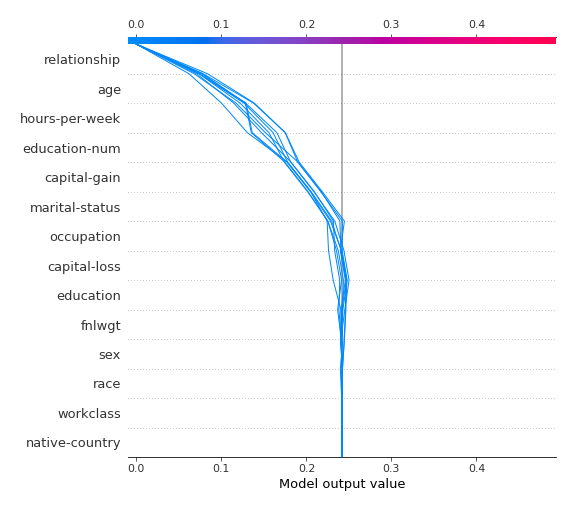 0.0 0.1 0.2 0.3 0.4
relationship
age
hours-per-week
education-num
capital-gain
marital-status
occupation
capital-loss
education
fnlwgt
sex
race
workclass
native-country
0.0 0.1 0.2 0.3 0.4
Model output value